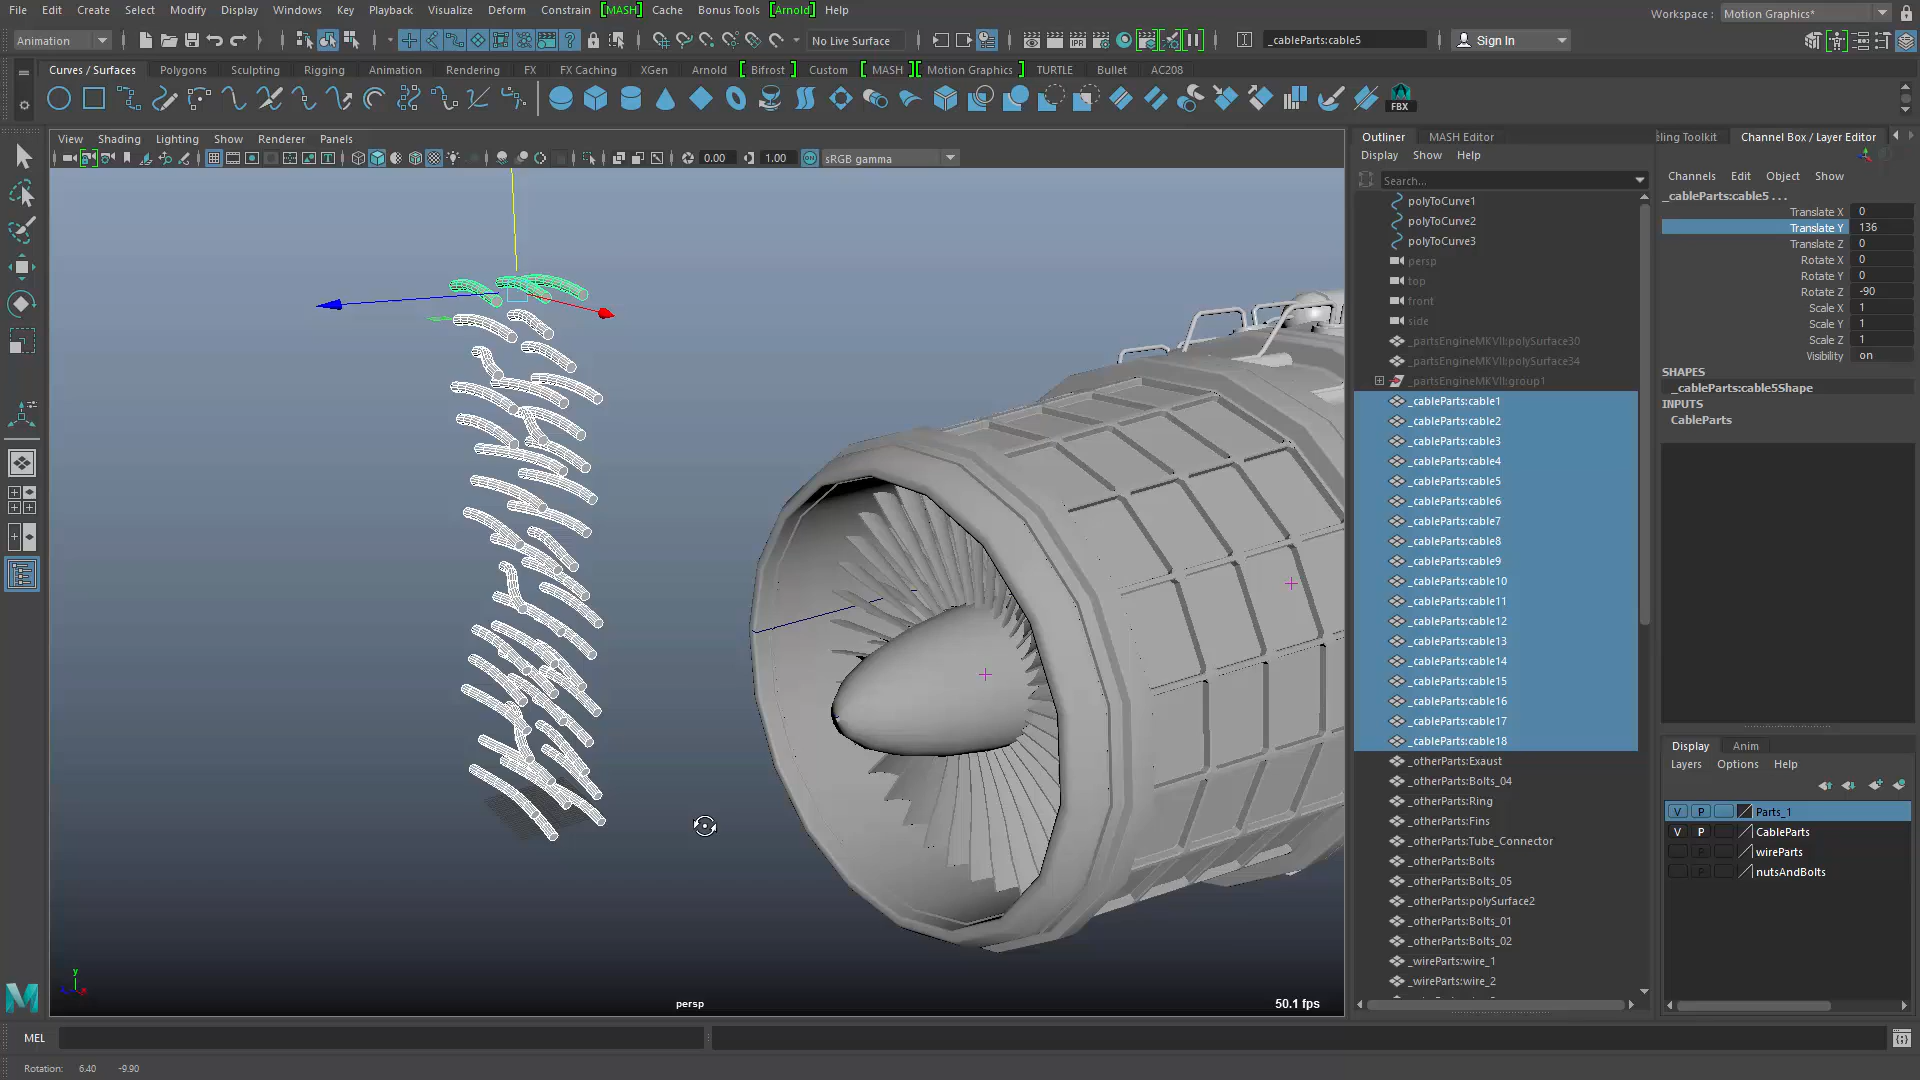 File Edit Create Select Modify Display Windows Key Playback Visualize Deform Constrain [MASH] Cache Bonus Tools [Arnold] Help
Workspace : Motion Graphics*
Animation
No Live Surface
_cableParts:cable5
Sign In
Curves / Surfaces Polygons Sculpting Rigging Animation Rendering FX FX Caching XGen Arnold [ Bifrost ] Custom [ MASH ] [ Motion Graphics ] TURTLE Bullet AC208
IPR
FBX
View Shading Lighting Show Renderer Panels
0.00 1.00 sRGB gamma
Outliner MASH Editor
Display Show Help
Search...
polyToCurve1
polyToCurve2
polyToCurve3
persp
top
front
side
_partsEngineMKVII:polySurface30
_partsEngineMKVII:polySurface34
_partsEngineMKVII:group1
_cableParts:cable1
_cableParts:cable2
_cableParts:cable3
_cableParts:cable4
_cableParts:cable5
_cableParts:cable6
_cableParts:cable7
_cableParts:cable8
_cableParts:cable9
_cableParts:cable10
_cableParts:cable11
_cableParts:cable12
_cableParts:cable13
_cableParts:cable14
_cableParts:cable15
_cableParts:cable16
_cableParts:cable17
_cableParts:cable18
_otherParts:Exaust
_otherParts:Bolts_04
_otherParts:Ring
_otherParts:Fins
_otherParts:Tube_Connector
_otherParts:Bolts
_otherParts:Bolts_05
_otherParts:polySurface2
_otherParts:Bolts_01
_otherParts:Bolts_02
_wireParts:wire_1
_wireParts:wire_2
eling Toolkit Channel Box / Layer Editor
Channels Edit Object Show
_cableParts:cable5 . . .
Translate X 0
Translate Y 136
Translate Z 0
Rotate X 0
Rotate Y 0
Rotate Z -90
Scale X 1
Scale Y 1
Scale Z 1
Visibility on
SHAPES
_cableParts:cable5Shape
INPUTS
CableParts
Display Anim
Layers Options Help
V P Parts_1
V P CableParts
P wireParts
P nutsAndBolts
y
persp
50.1 fps
M
MEL
Rotation: 6.40 -9.90